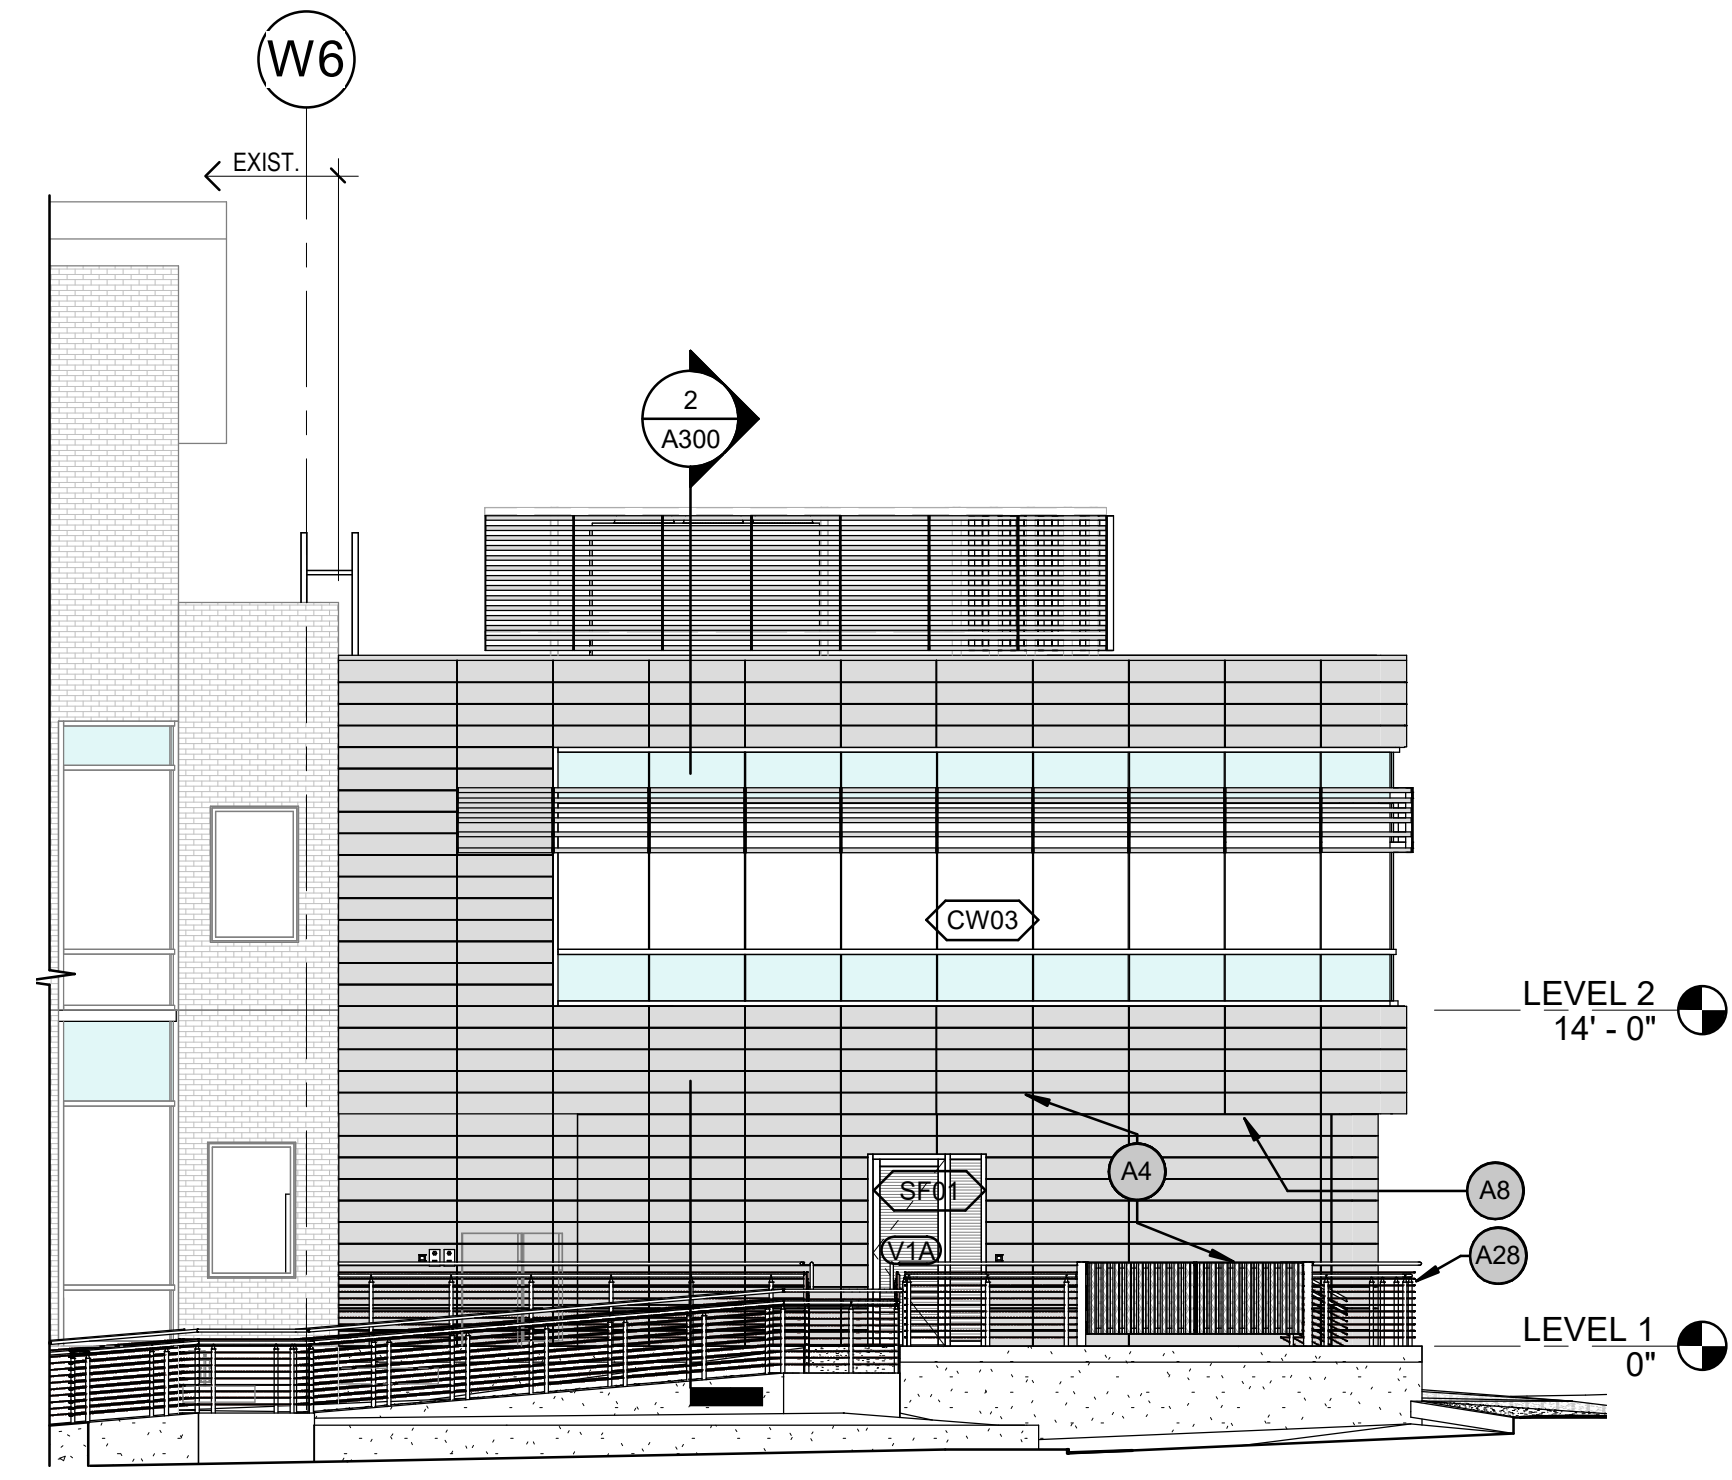 W6
EXIST.
2
A300
CW03
LEVEL 2
14' - 0"
A4
SF01
A8
V1A
A28
LEVEL 1
0"